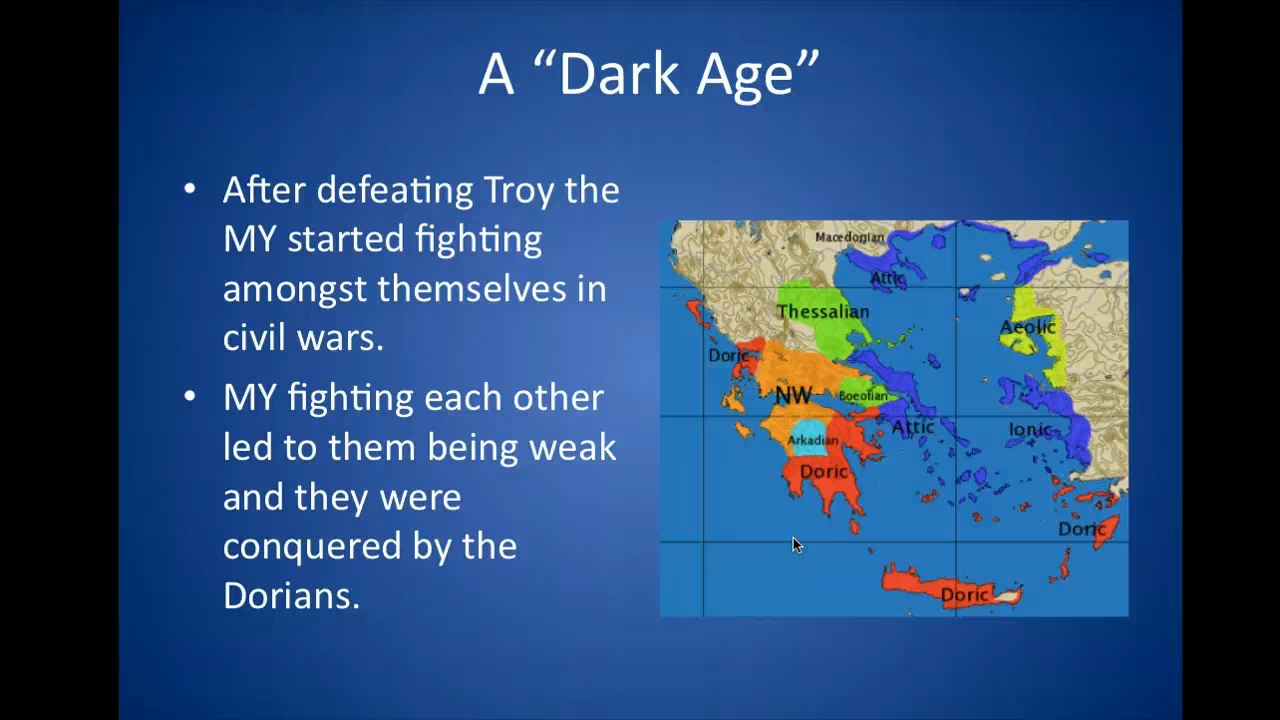 A “Dark Age”
• After defeating Troy the
MY started fighting
amongst themselves in
civil wars.
• MY fighting each other
led to them being weak
and they were
conquered by the
Dorians.
Macedonian
Attic
Thessalian
Aeolic
Doric
NW
Boeotian
Attic
Ionic
Arkadian
Doric
Doric
Doric